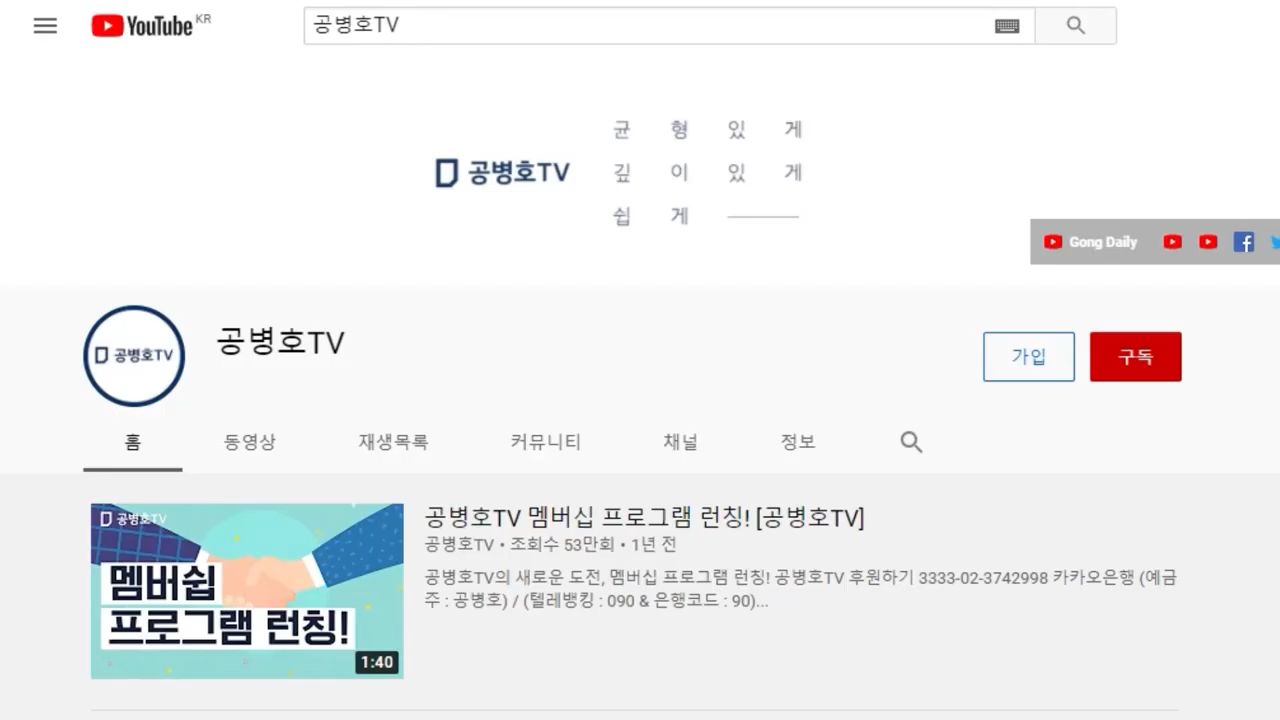 YouTube KR
공병호TV
공병호TV
균형있게
깊이있게
쉽게
Gong Daily
공병호TV
공병호TV
가입
구독
홈
동영상
재생목록
커뮤니티
채널
정보
공병호TV
멤버쉽
프로그램 런칭!
1:40
공병호TV 멤버십 프로그램 런칭! [공병호TV]
공병호TV • 조회수 53만회 • 1년 전
공병호TV의 새로운 도전, 멤버십 프로그램 런칭! 공병호TV 후원하기 3333-02-3742998 카카오은행 (예금
주 : 공병호) / (텔레뱅킹 : 090 & 은행코드 : 90)...